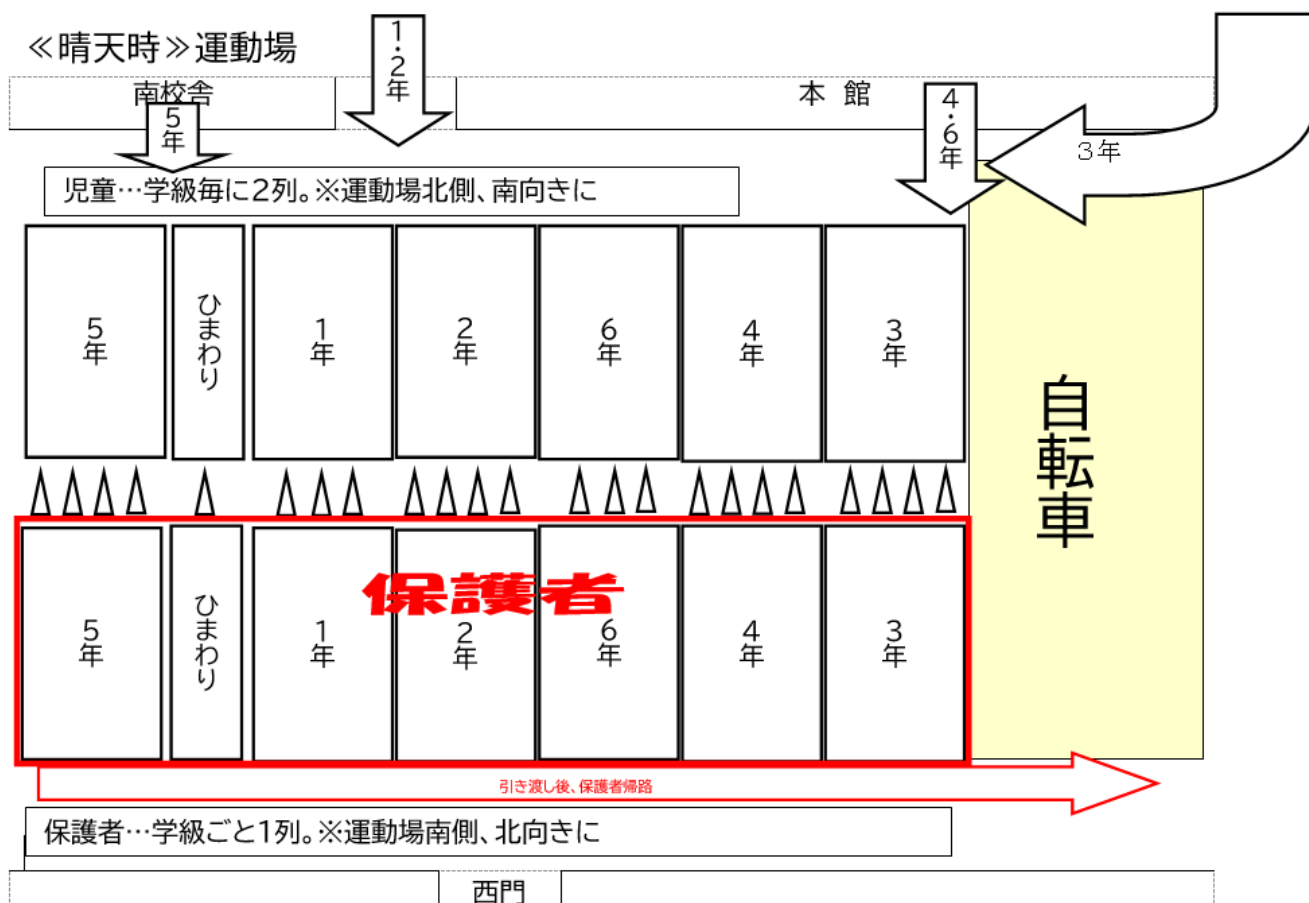 ≪晴天時≫運動場
1・2年
南校舎
本 館
5年
4・6年
3年
児童…学級毎に2列。※運動場北側、南向きに
5年
ひまわり
1年
2年
6年
4年
3年
自転車
保護者
5年
ひまわり
1年
2年
6年
4年
3年
引き渡し後、保護者帰路
保護者…学級ごと1列。※運動場南側、北向きに
西門